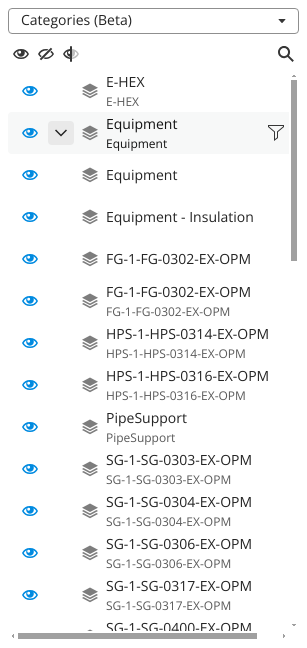 Categories (Beta)
E-HEX
E-HEX
Equipment
Equipment
Equipment
Equipment - Insulation
FG-1-FG-0302-EX-OPM
FG-1-FG-0302-EX-OPM
FG-1-FG-0302-EX-OPM
HPS-1-HPS-0314-EX-OPM
HPS-1-HPS-0314-EX-OPM
HPS-1-HPS-0316-EX-OPM
HPS-1-HPS-0316-EX-OPM
PipeSupport
PipeSupport
SG-1-SG-0303-EX-OPM
SG-1-SG-0303-EX-OPM
SG-1-SG-0304-EX-OPM
SG-1-SG-0304-EX-OPM
SG-1-SG-0306-EX-OPM
SG-1-SG-0306-EX-OPM
SG-1-SG-0317-EX-OPM
SG-1-SG-0317-EX-OPM
SG-1-SG-0400-EX-OPM